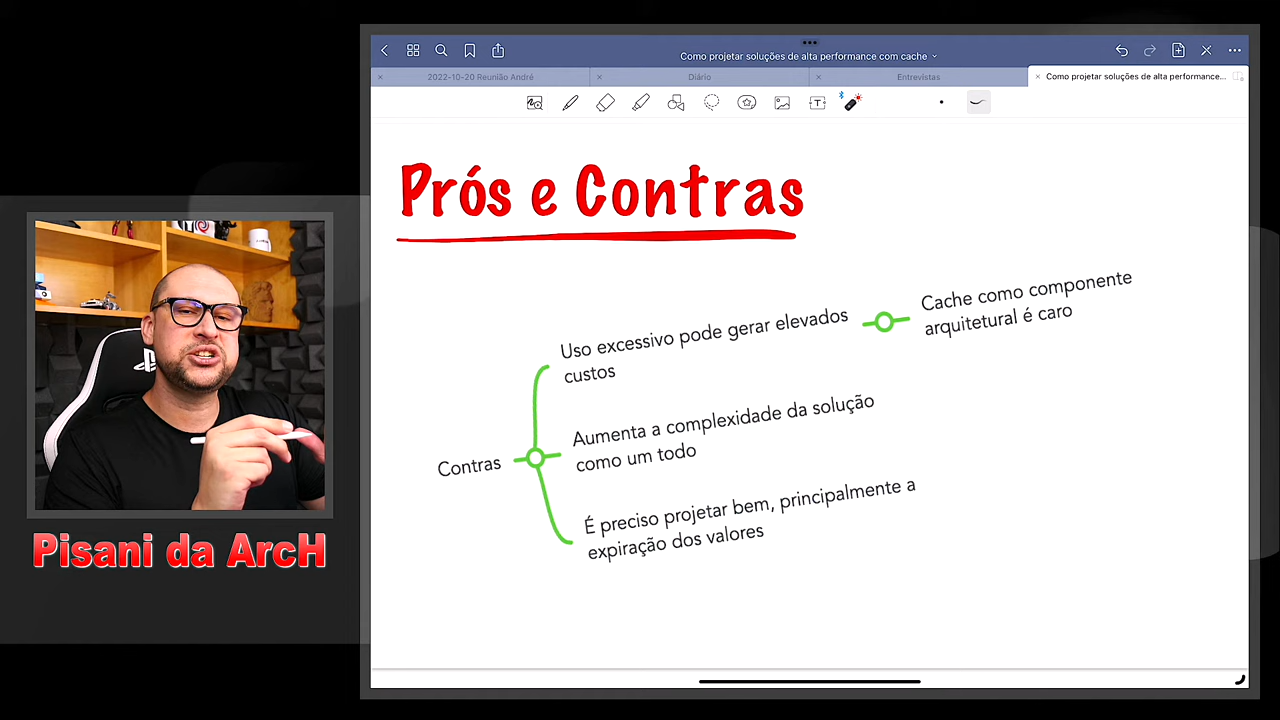 Como projetar soluções de alta performance com cache
2022-10-20 Reunião André
Diário
Entrevistas
Como projetar soluções de alta performance...
T
Prós e Contras
Cache como componente
arquitetural é caro
Uso excessivo pode gerar elevados
custos
Aumenta a complexidade da solução
como um todo
Contras
É preciso projetar bem, principalmente a
expiração dos valores
Pisani da ArcH